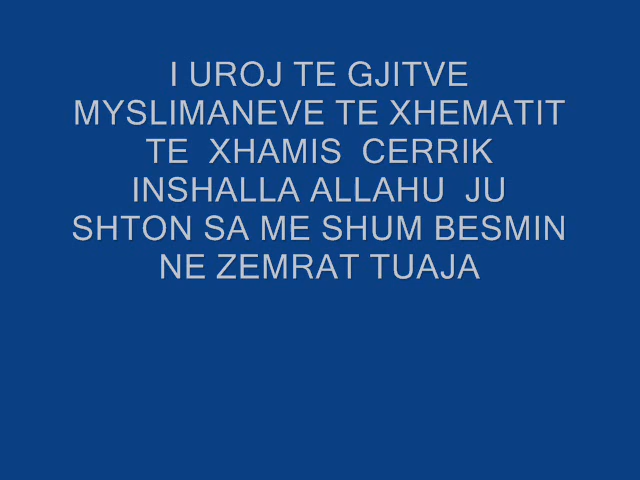 I UROJ TE GJITVE
MYSLIMANEVE TE XHEMATIT
TE XHAMIS CERRIK
INSHALLA ALLAHU JU
SHTON SA ME SHUM BESMIN
NE ZEMRAT TUAJA